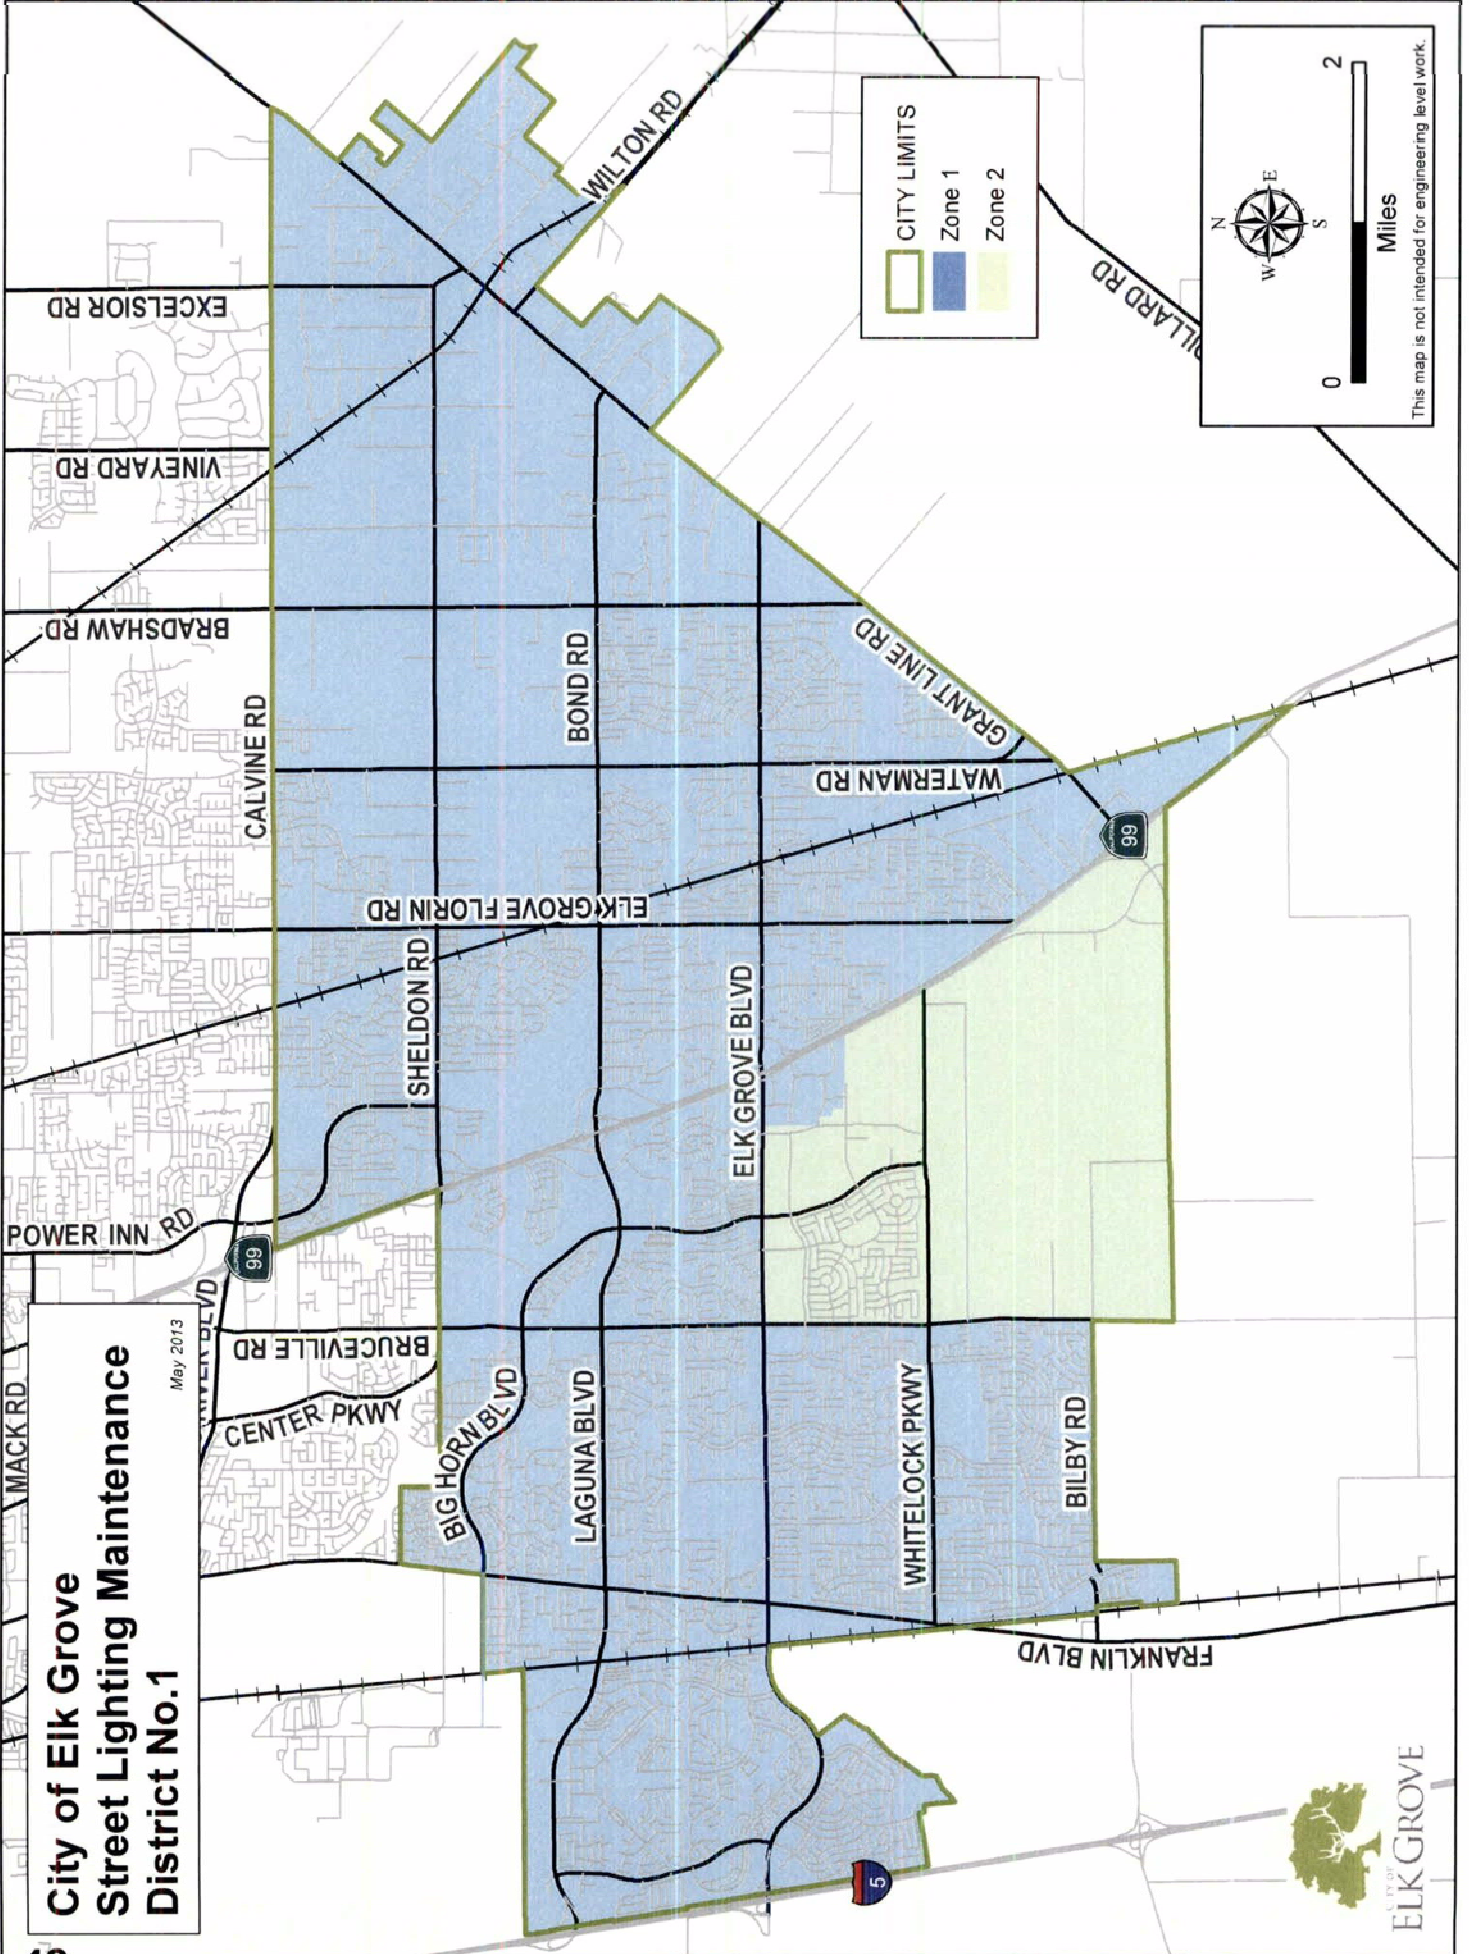 City of Elk Grove
Street Lighting Maintenance
District No.1
May 2013
MACK RD
POWER INN RD
99
CENTER PKWY
BRUCEVILLE RD
CALVINE RD
BRADSHAW RD
VINEYARD RD
EXCELSIOR RD
BIG HORN BLVD
SHELDON RD
ELK GROVE FLORIN RD
LAGUNA BLVD
BOND RD
WILTON RD
ELK GROVE BLVD
WATERMAN RD
GRANT LINE RD
WHITELOCK PKWY
BILBY RD
FRANKLIN BLVD
99
5
CITY LIMITS
Zone 1
Zone 2
DILLARD RD
N
W
E
S
0
2
Miles
This map is not intended for engineering level work.
CITY OF
ELK GROVE